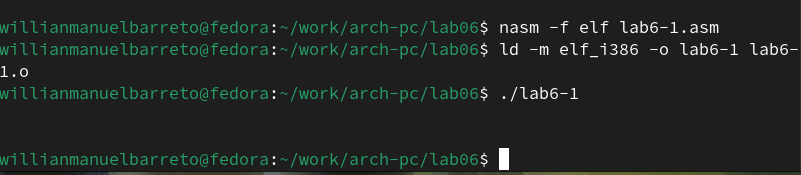 willianmanuelbarreto@fedora:~/work/arch-pc/lab06$ nasm -f elf lab6-1.asm
willianmanuelbarreto@fedora:~/work/arch-pc/lab06$ ld -m elf_i386 -o lab6-1 lab6-
1.o
willianmanuelbarreto@fedora:~/work/arch-pc/lab06$ ./lab6-1
willianmanuelbarreto@fedora:~/work/arch-pc/lab06$